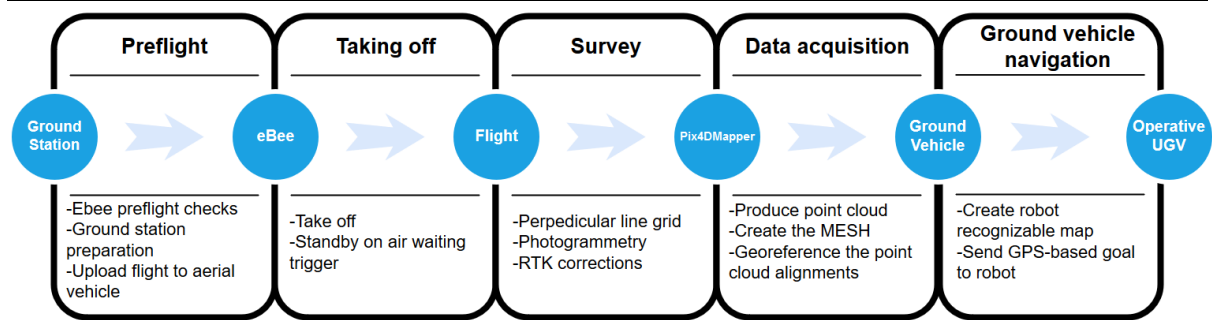 Preflight
Taking off
Survey
Data acquisition
Ground vehicle
navigation
Ground
Station
eBee
Flight
Pix4DMapper
Ground
Vehicle
Operative
UGV
-Ebee preflight checks
-Ground station
preparation
-Upload flight to aerial
vehicle
-Take off
-Standby on air waiting
trigger
-Perpedicular line grid
-Photogrammetry
-RTK corrections
-Produce point cloud
-Create the MESH
-Georeference the point
cloud alignments
-Create robot
recognizable map
-Send GPS-based goal
to robot